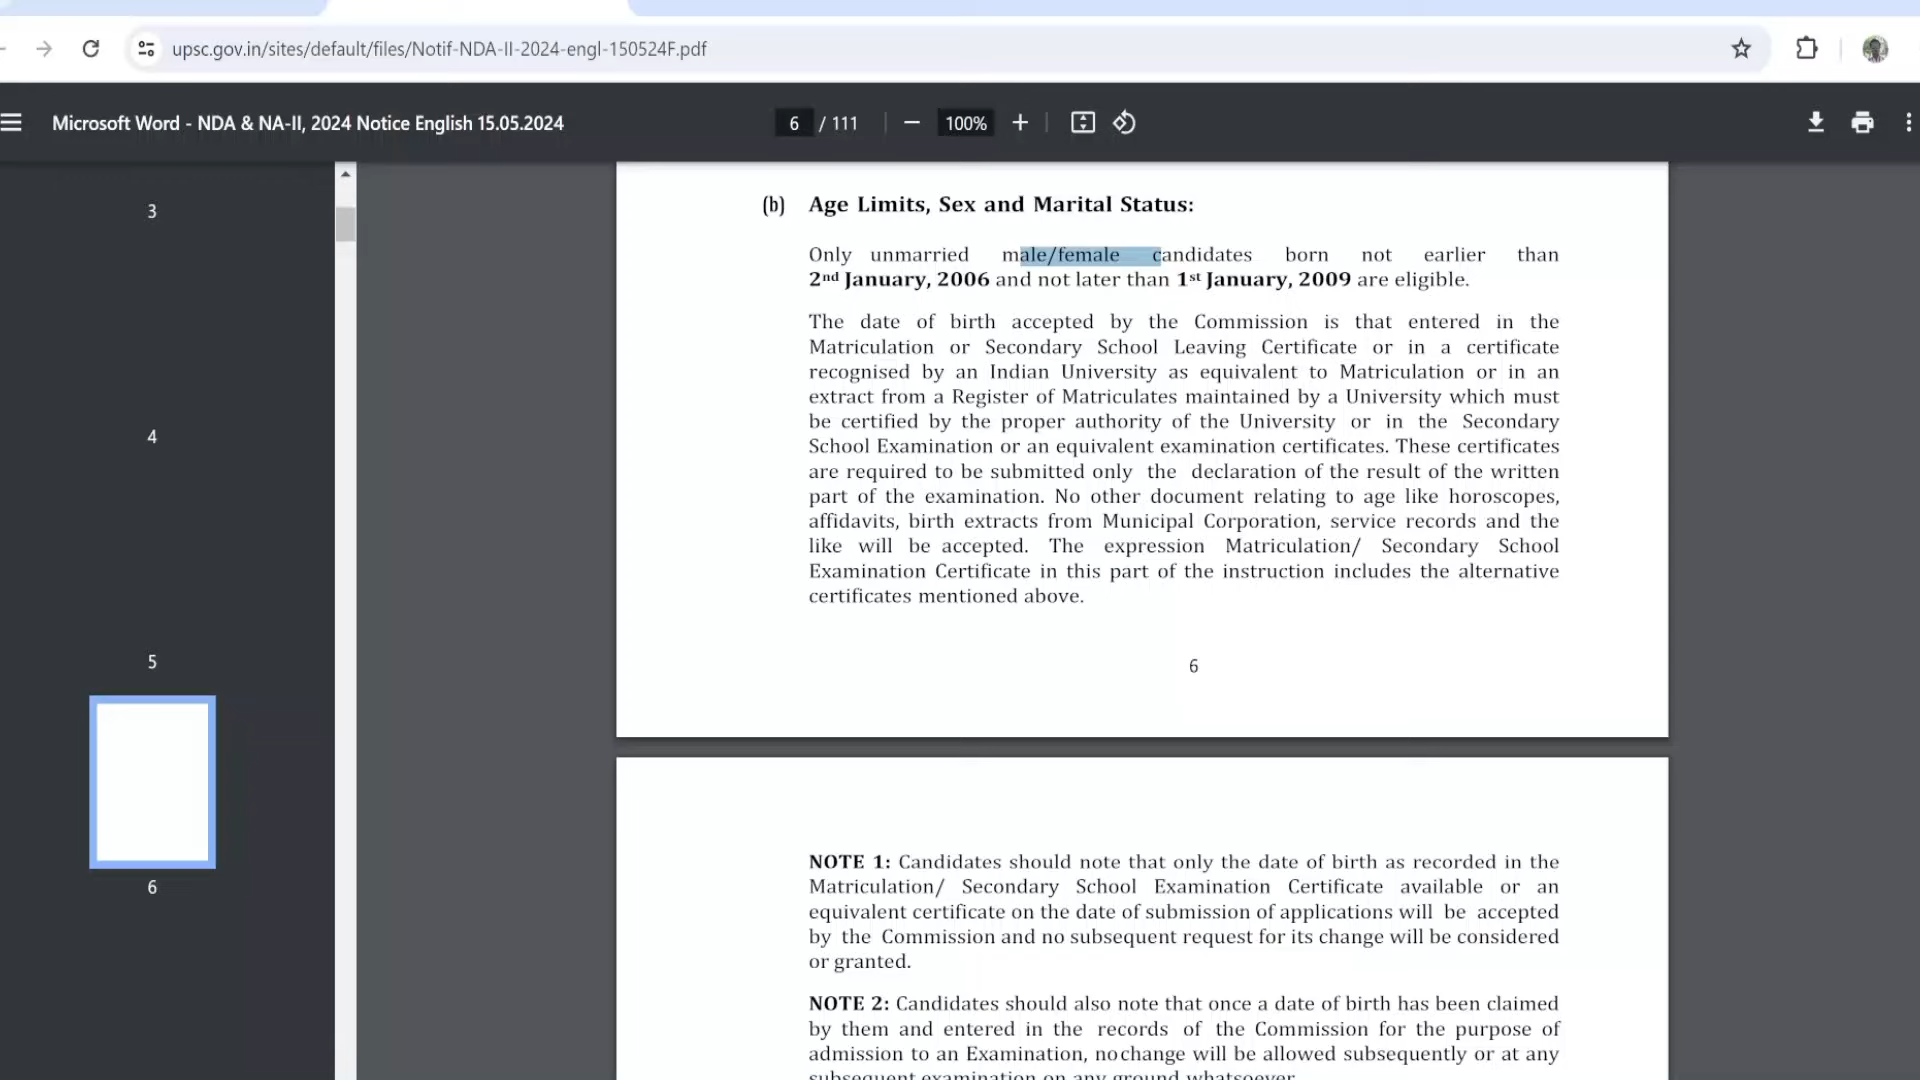 upsc.gov.in/sites/default/files/Notif-NDA-II-2024-engl-150524F.pdf
Microsoft Word - NDA & NA-II, 2024 Notice English 15.05.2024
6 / 111
100%
3
4
5
6
(b) Age Limits, Sex and Marital Status:
Only unmarried male/female candidates born not earlier than
2nd January, 2006 and not later than 1st January, 2009 are eligible.
The date of birth accepted by the Commission is that entered in the
Matriculation or Secondary School Leaving Certificate or in a certificate
recognised by an Indian University as equivalent to Matriculation or in an
extract from a Register of Matriculates maintained by a University which must
be certified by the proper authority of the University or in the Secondary
School Examination or an equivalent examination certificates. These certificates
are required to be submitted only the declaration of the result of the written
part of the examination. No other document relating to age like horoscopes,
affidavits, birth extracts from Municipal Corporation, service records and the
like will be accepted. The expression Matriculation/ Secondary School
Examination Certificate in this part of the instruction includes the alternative
certificates mentioned above.
6
NOTE 1: Candidates should note that only the date of birth as recorded in the
Matriculation/ Secondary School Examination Certificate available or an
equivalent certificate on the date of submission of applications will be accepted
by the Commission and no subsequent request for its change will be considered
or granted.
NOTE 2: Candidates should also note that once a date of birth has been claimed
by them and entered in the records of the Commission for the purpose of
admission to an Examination, no change will be allowed subsequently or at any
subsequent examination on any ground whatsoever.